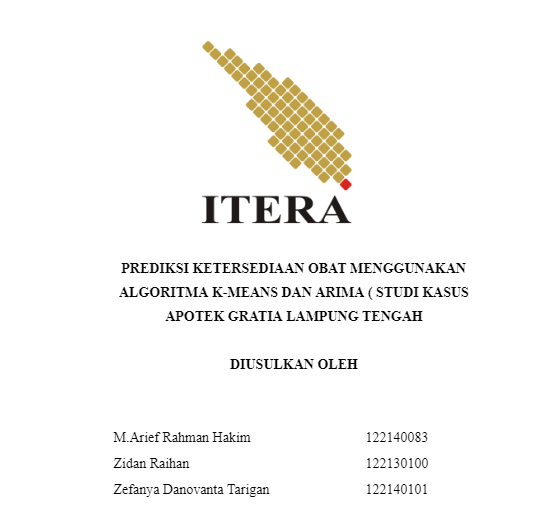 ITERA
PREDIKSI KETERSEDIAAN OBAT MENGGUNAKAN
ALGORITMA K-MEANS DAN ARIMA ( STUDI KASUS
APOTEK GRATIA LAMPUNG TENGAH
DIUSULKAN OLEH
M.Arief Rahman Hakim 122140083
Zidan Raihan 122130100
Zefanya Danovanta Tarigan 122140101